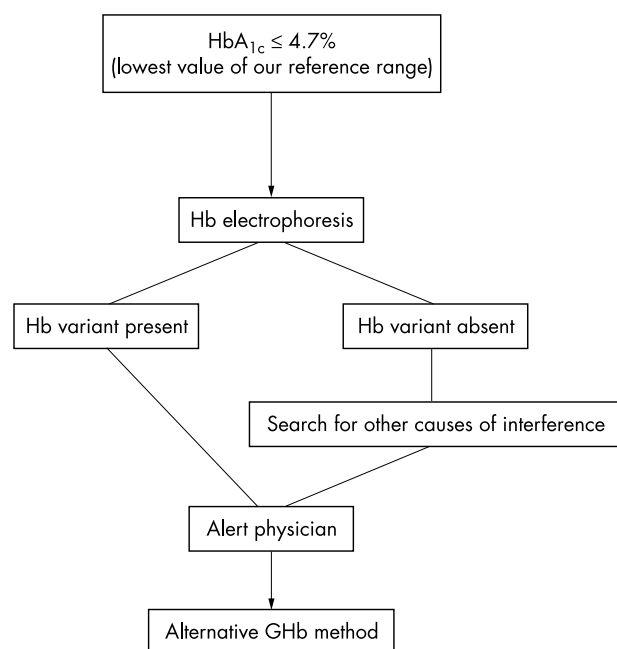 HbA1c ≤ 4.7%
(lowest value of our reference range)
Hb electrophoresis
Hb variant present
Hb variant absent
Search for other causes of interference
Alert physician
Alternative GHb method